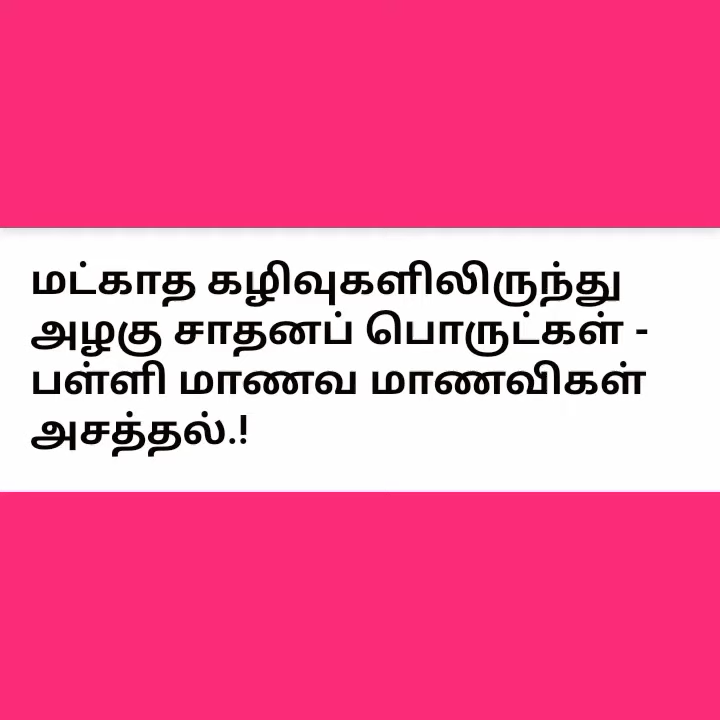 மட்காத கழிவுகளிலிருந்து
அழகு சாதனப் பொருட்கள் -
பள்ளி மாணவ மாணவிகள்
அசத்தல்.!